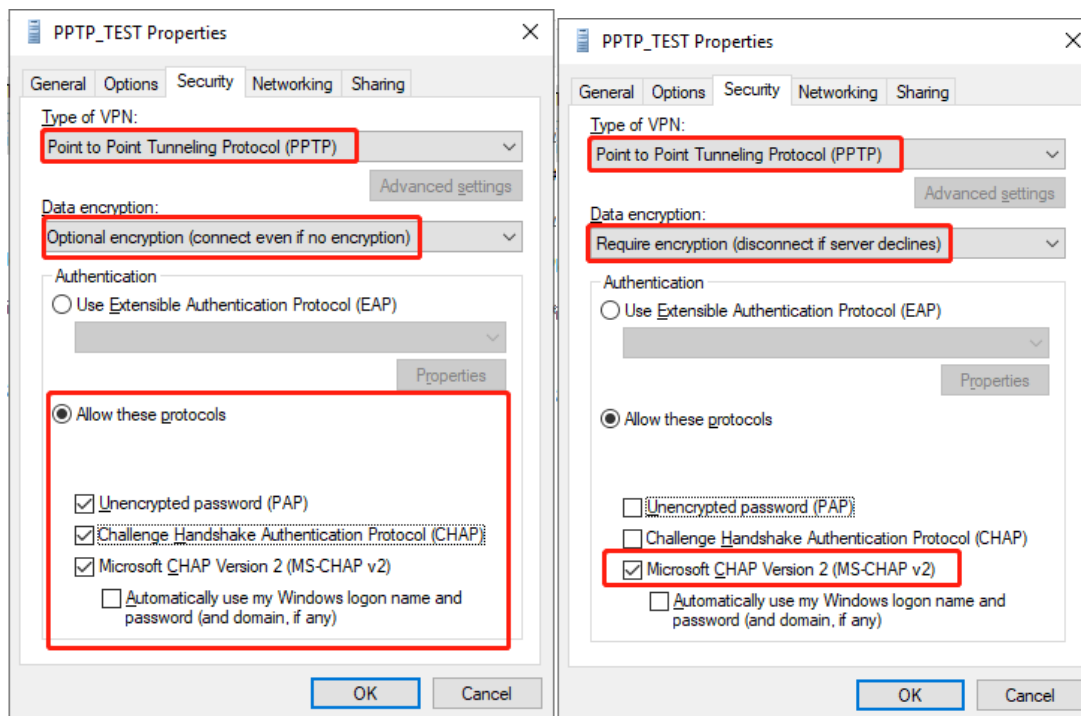 PPTP_TEST Properties
General Options Security Networking Sharing
Type of VPN:
Point to Point Tunneling Protocol (PPTP)
Advanced settings
Data encryption:
Optional encryption (connect even if no encryption)
Authentication
Use Extensible Authentication Protocol (EAP)
Properties
Allow these protocols
Unencrypted password (PAP)
Challenge Handshake Authentication Protocol (CHAP)
Microsoft CHAP Version 2 (MS-CHAP v2)
Automatically use my Windows logon name and
password (and domain, if any)
OK Cancel
PPTP_TEST Properties
General Options Security Networking Sharing
Type of VPN:
Point to Point Tunneling Protocol (PPTP)
Advanced settings
Data encryption:
Require encryption (disconnect if server declines)
Authentication
Use Extensible Authentication Protocol (EAP)
Properties
Allow these protocols
Unencrypted password (PAP)
Challenge Handshake Authentication Protocol (CHAP)
Microsoft CHAP Version 2 (MS-CHAP v2)
Automatically use my Windows logon name and
password (and domain, if any)
OK Cancel